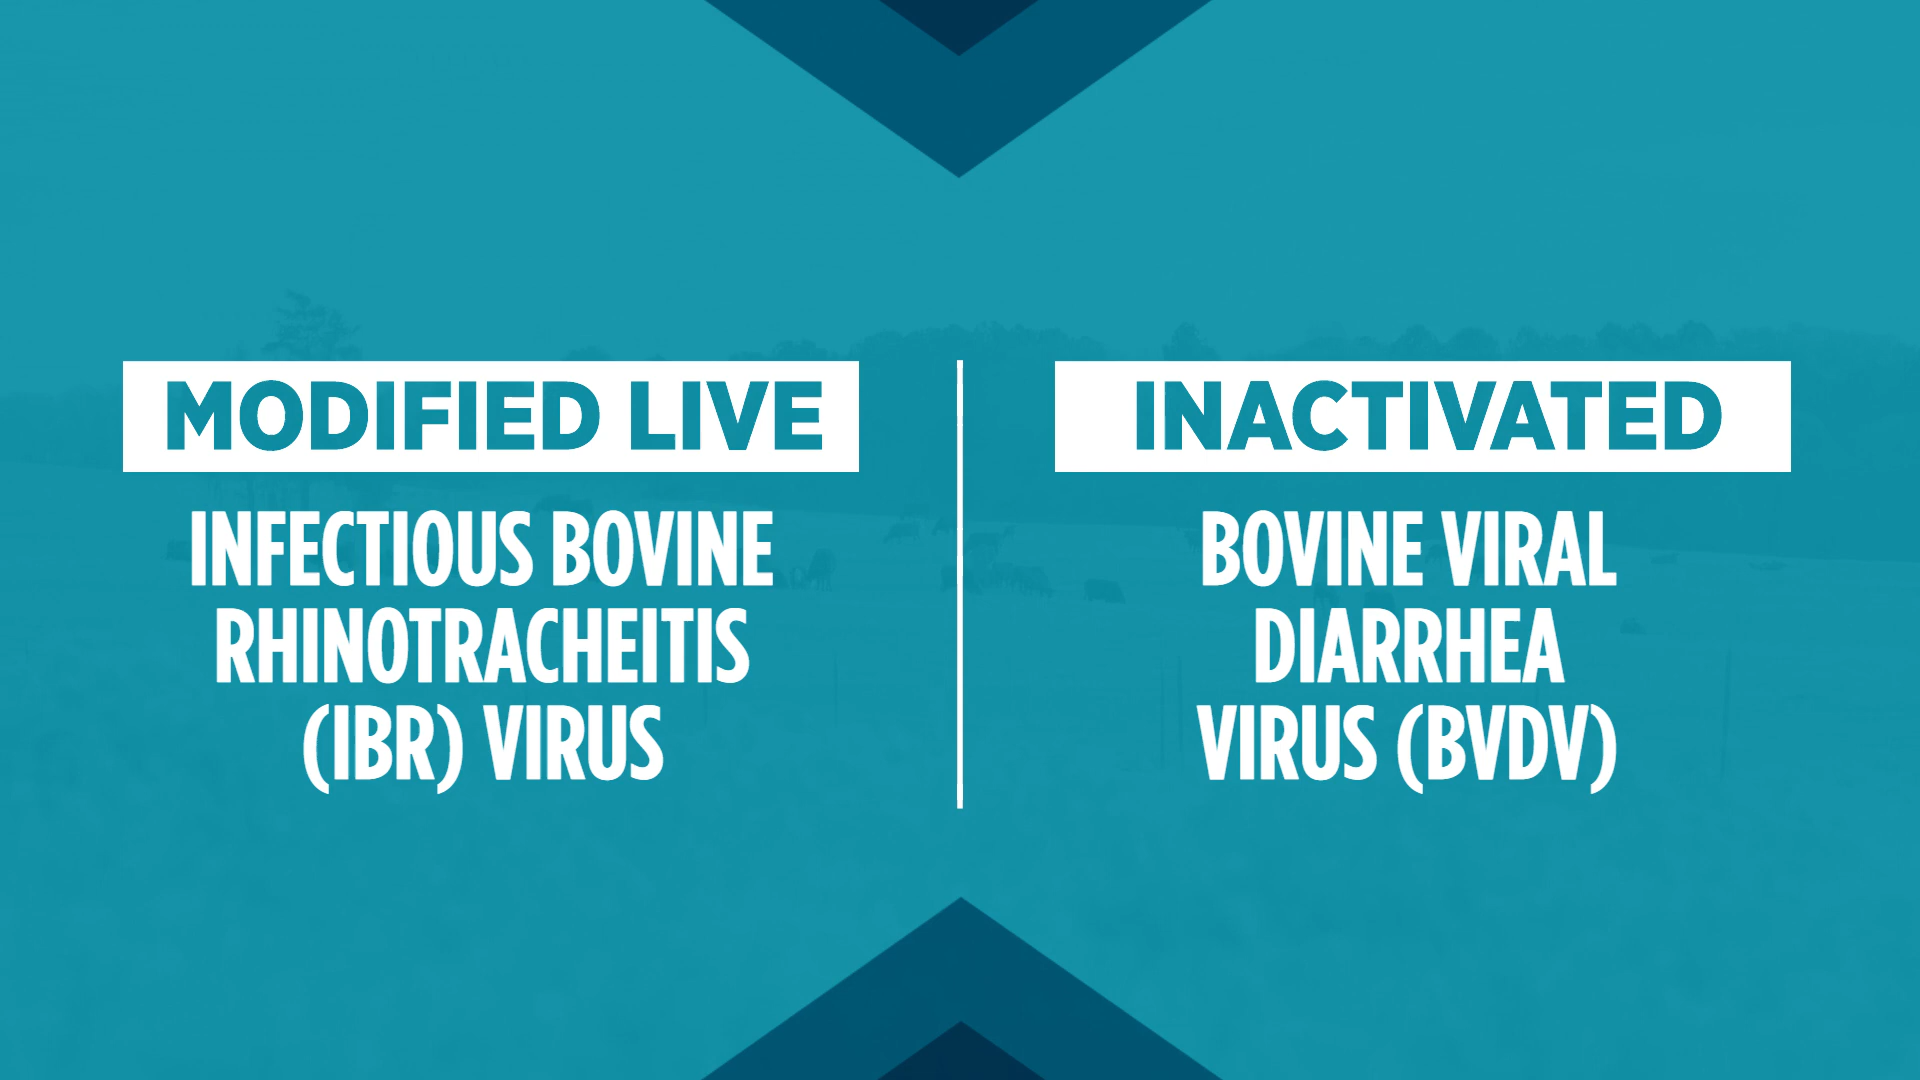 MODIFIED LIVE
INFECTIOUS BOVINE
RHINOTRACHEITIS
(IBR) VIRUS
INACTIVATED
BOVINE VIRAL
DIARRHEA
VIRUS (BVDV)